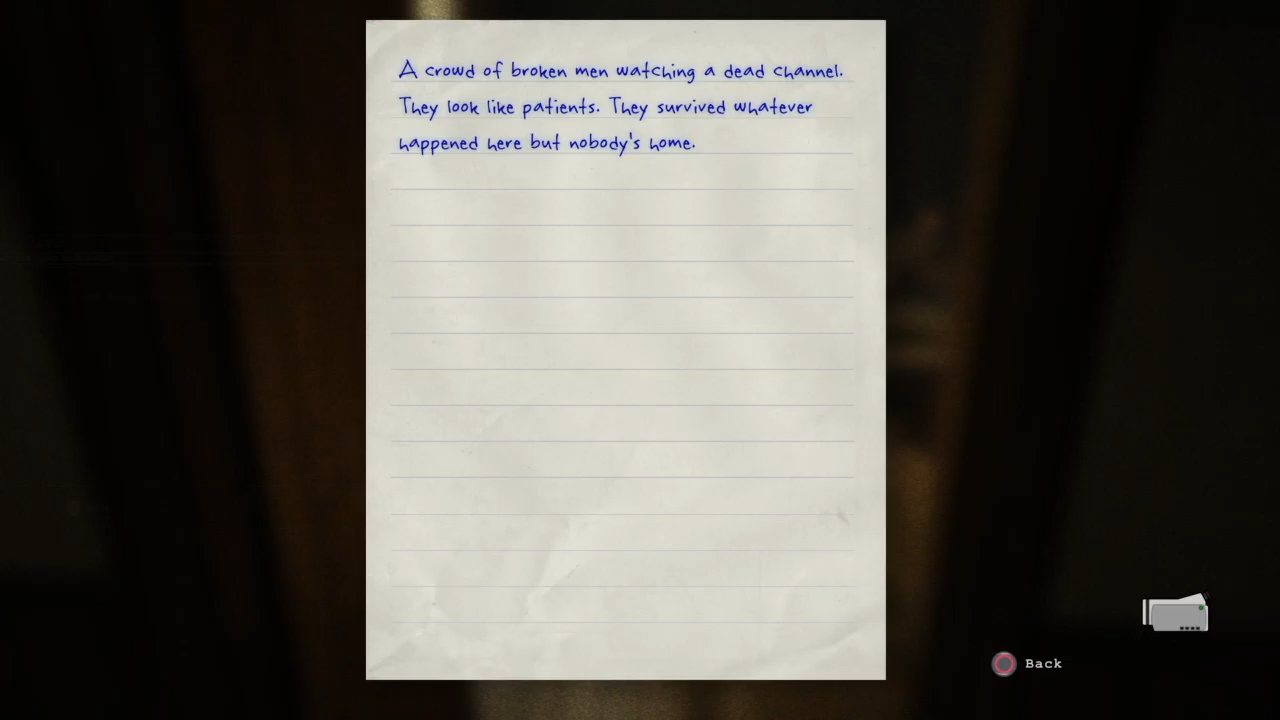 A crowd of broken men watching a dead channel.
They look like patients. They survived whatever
happened here but nobody's home.
Back